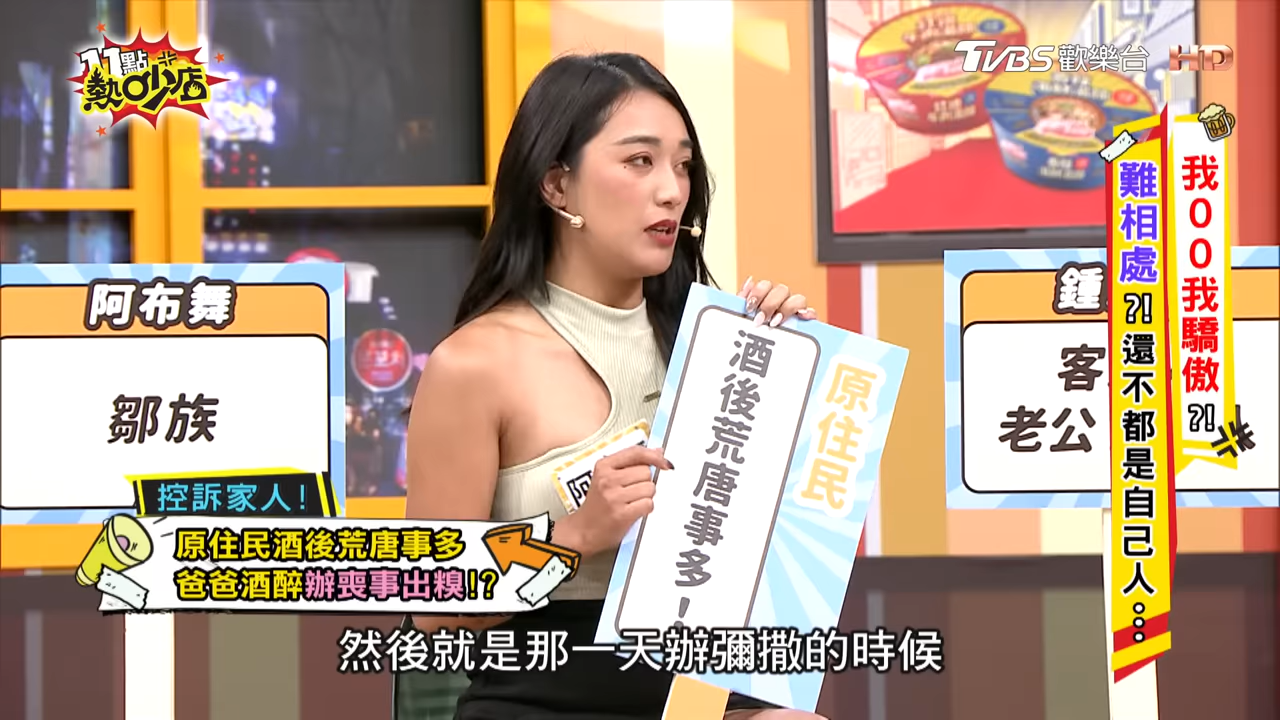 11點
熱吵店
TVBS歡樂台 HD
我OO我驕傲?!
難相處?!還不都是自己人...
阿布舞
鄒族
鍾
客
老公
原住民
酒後荒唐事多!
阿
控訴家人!
原住民酒後荒唐事多
爸爸酒醉辦喪事出糗!?
然後就是那一天辦彌撒的時候